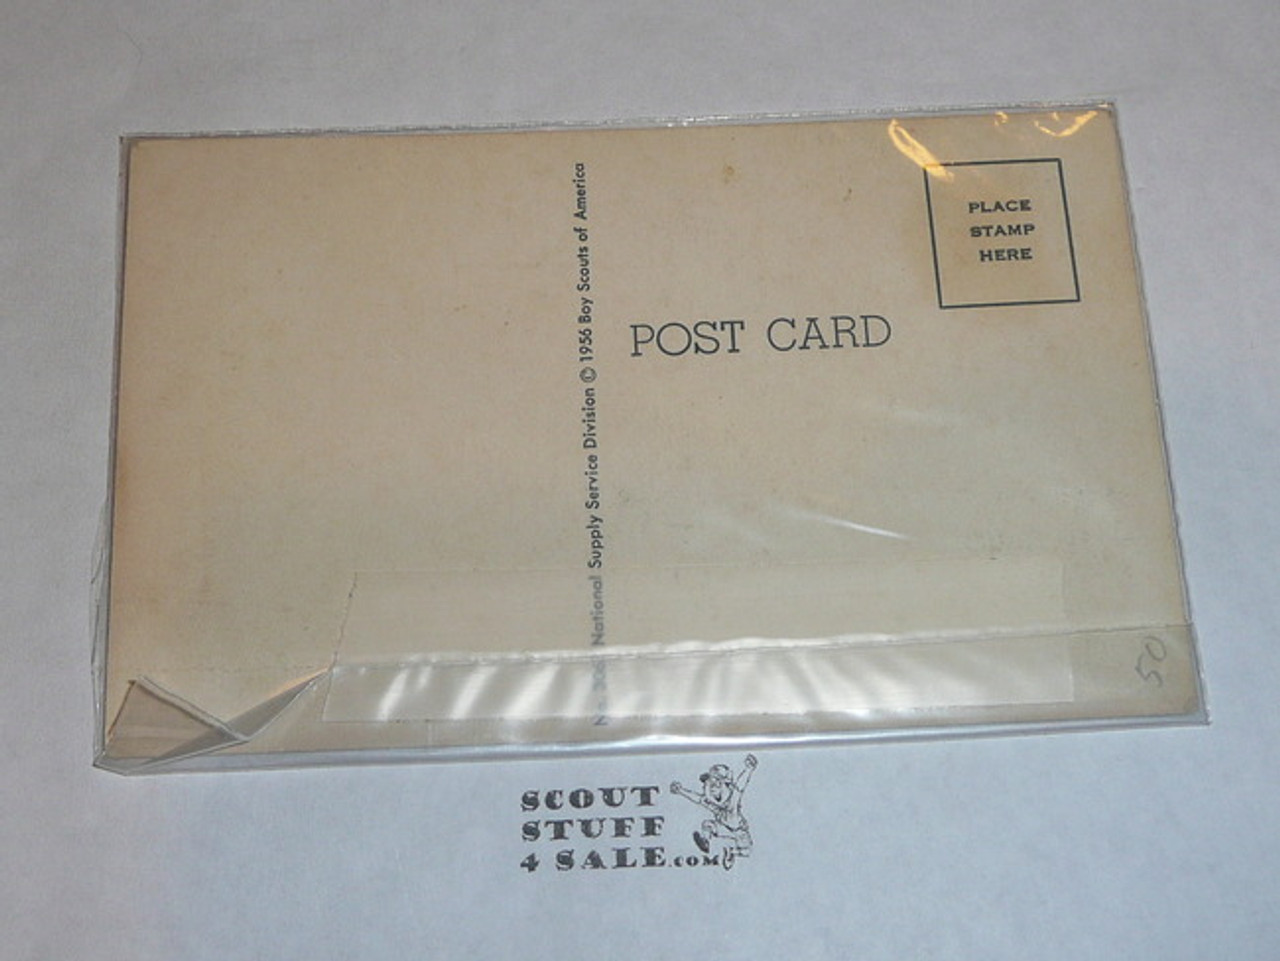 PLACE
STAMP
HERE
POST CARD
National Supply Service Division © 1956 Boy Scouts of America
50
SCOUT
STUFF
4 SALE.COM